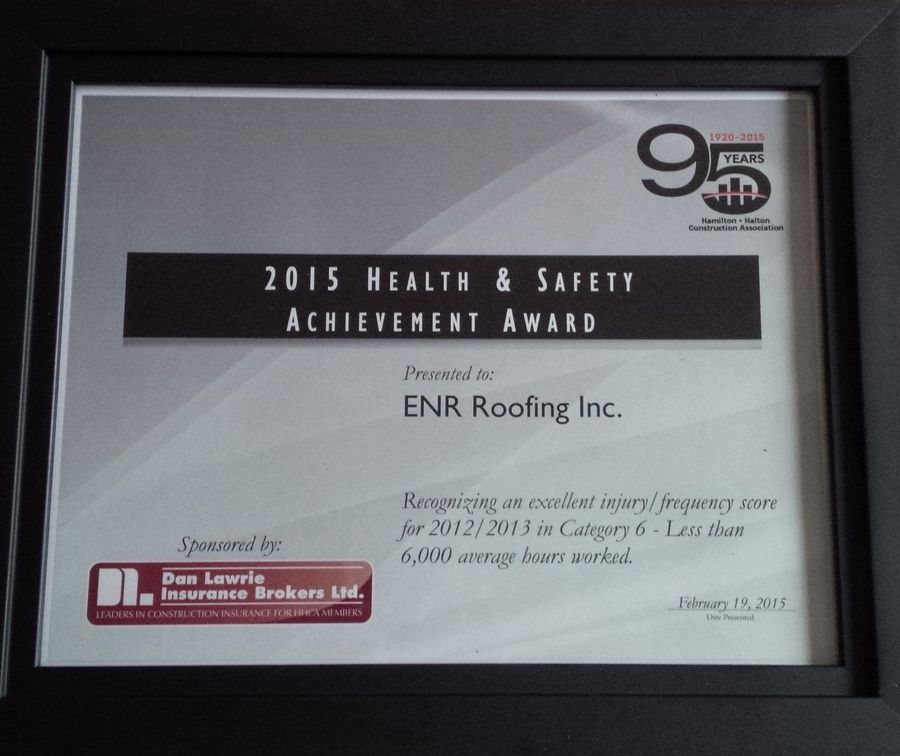 1920-2015
95 YEARS
Hamilton • Halton
Construction Association
2015 HEALTH & SAFETY
ACHIEVEMENT AWARD
Presented to:
ENR Roofing Inc.
Recognizing an excellent injury/frequency score
for 2012/2013 in Category 6 - Less than
6,000 average hours worked.
Sponsored by:
DL.
Dan Lawrie
Insurance Brokers Ltd.
LEADERS IN CONSTRUCTION INSURANCE FOR HHCA MEMBERS
February 19, 2015
Date Presented